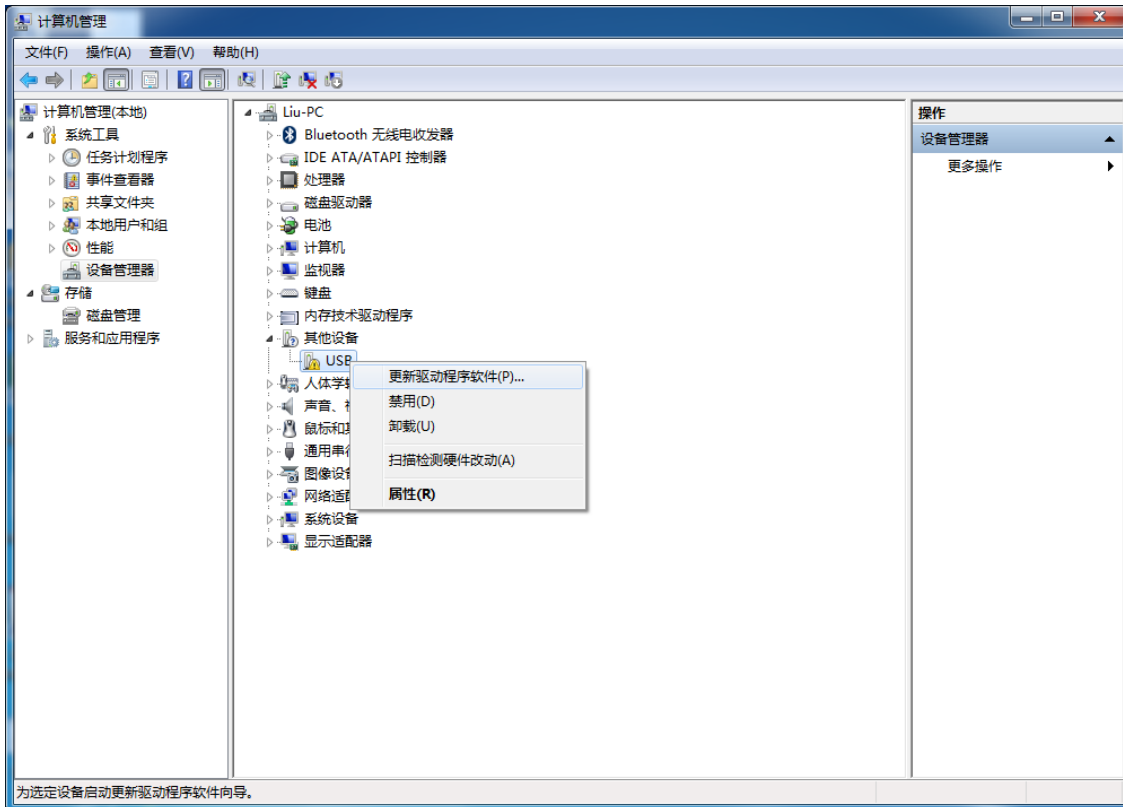 计算机管理
文件(F) 操作(A) 查看(V) 帮助(H)
计算机管理(本地)
系统工具
任务计划程序
事件查看器
共享文件夹
本地用户和组
性能
设备管理器
存储
磁盘管理
服务和应用程序
Liu-PC
Bluetooth 无线电收发器
IDE ATA/ATAPI 控制器
处理器
磁盘驱动器
电池
计算机
监视器
键盘
内存技术驱动程序
其他设备
USB
人体学
声音、
鼠标和
通用串
图像设
网络适
系统设备
显示适配器
更新驱动程序软件(P)...
禁用(D)
卸载(U)
扫描检测硬件改动(A)
属性(R)
操作
设备管理器
更多操作
为选定设备启动更新驱动程序软件向导。